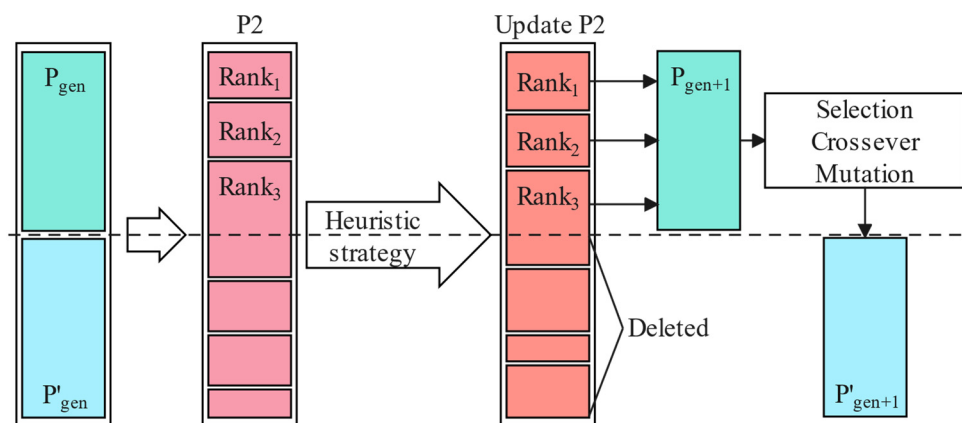 P2
Update P2
P_gen
Rank_1
Rank_2
Rank_3
Heuristic
strategy
Rank_1
Rank_2
Rank_3
P_gen+1
Selection
Crossever
Mutation
Deleted
P'_gen
P'_gen+1